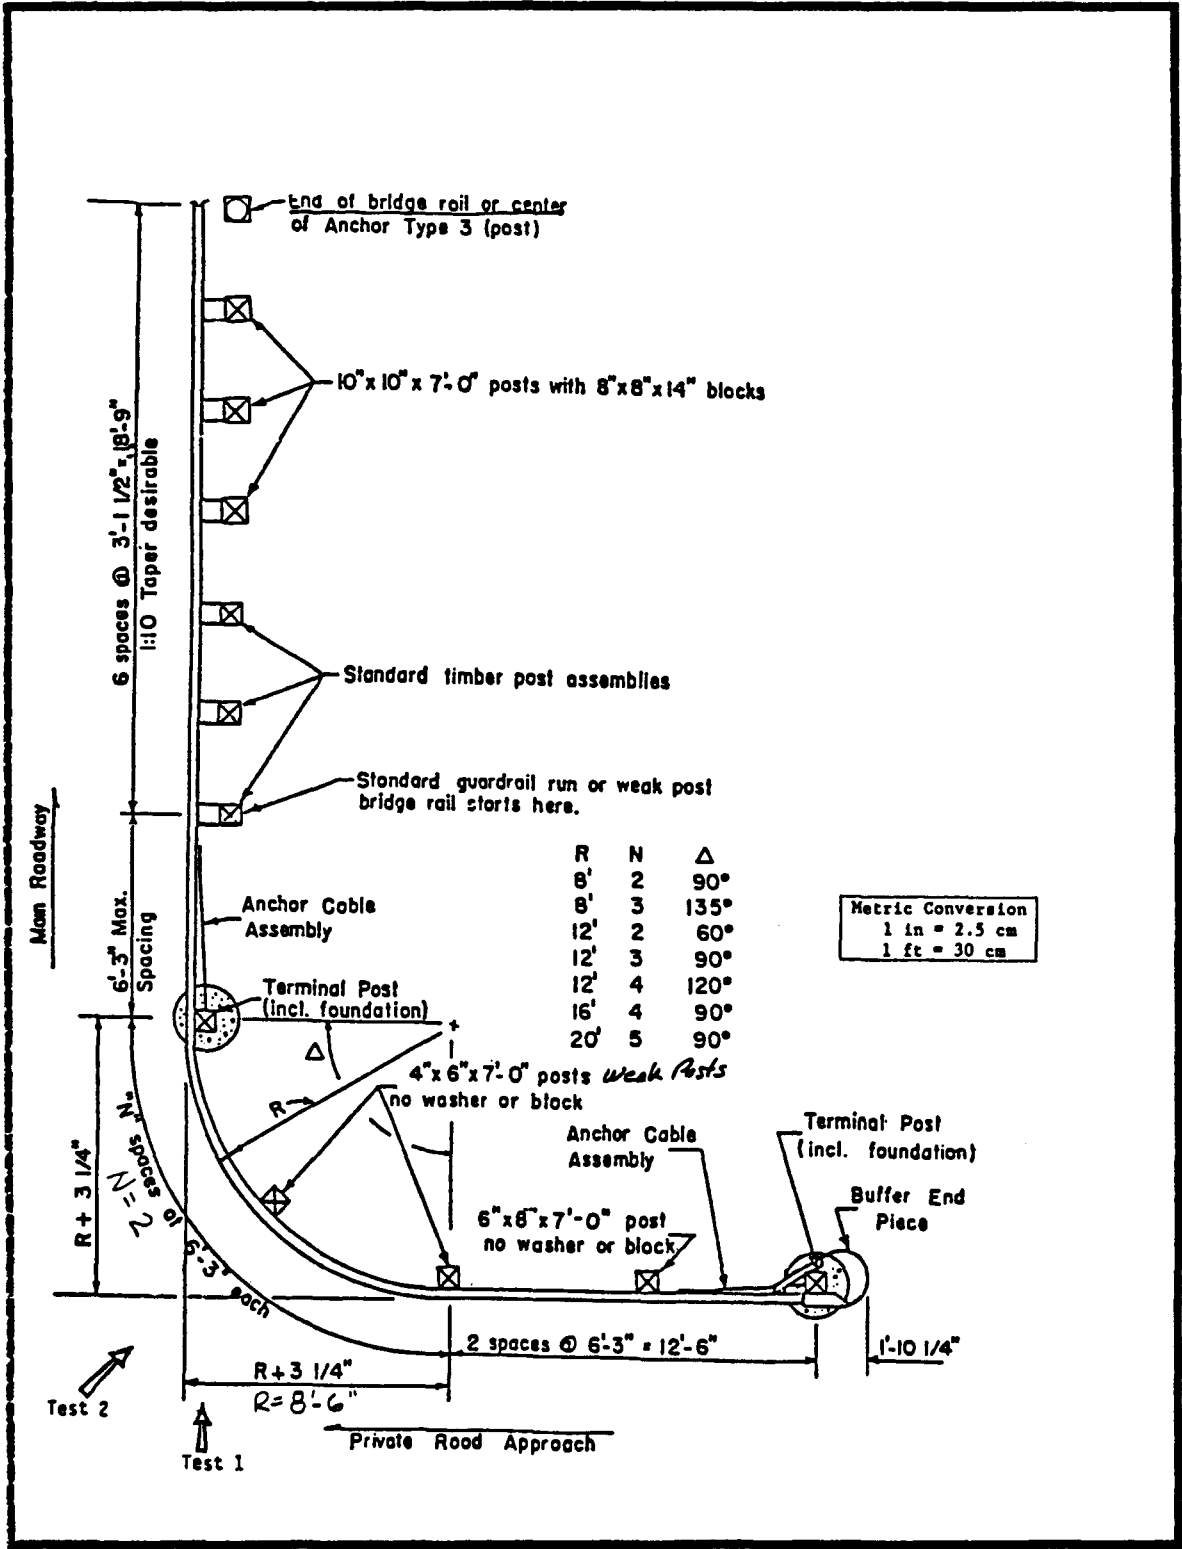 End of bridge roil or center
of Anchor Type 3 (post)
10"x 10"x 7'-0" posts with 8"x8"x14" blocks
6 spaces @ 3'-1 1/2"=18'-9"
1:10 Taper desirable
Standard timber post assemblies
Standard guardrail run or weak post
bridge rail starts here.
Main Roadway
6'-3" Max.
Spacing
Anchor Cable
Assembly
R N Δ
8' 2 90°
8' 3 135°
12' 2 60°
12' 3 90°
12' 4 120°
16' 4 90°
20' 5 90°
Metric Conversion
1 in = 2.5 cm
1 ft = 30 cm
Terminal Post
(incl. foundation)
Δ
R
4"x 6"x 7'-0" posts weak Posts
no washer or block
R + 3 1/4"
"N" spaces of
6'-3" each
N=2
Anchor Cable
Assembly
Terminal Post
(incl. foundation)
Buffer End
Piece
6"x8"x7'-0" post
no washer or block
2 spaces @ 6'-3" = 12'-6"
1'-10 1/4"
R+3 1/4"
R=8'-6"
Test 2
Test 1
Private Road Approach